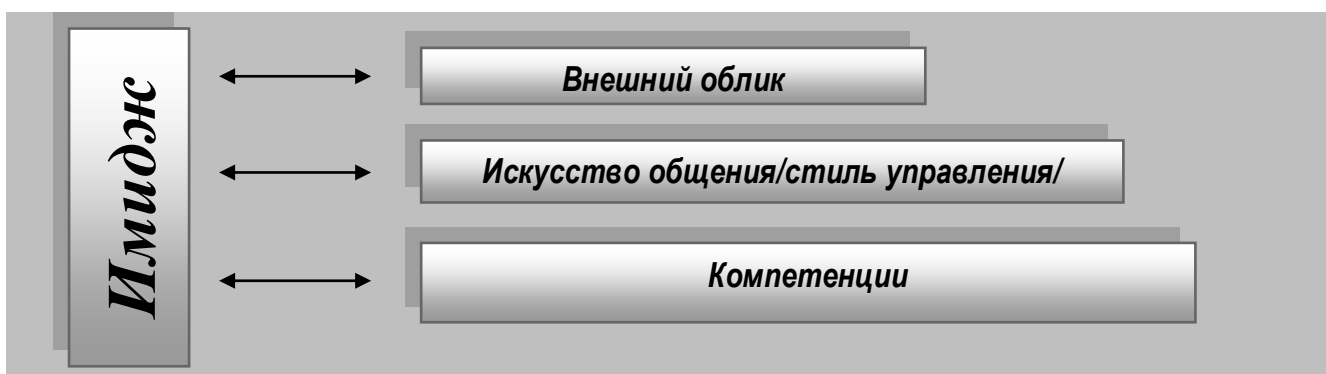 Имидж
Внешний облик
Искусство общения/стиль управления/
Компетенции